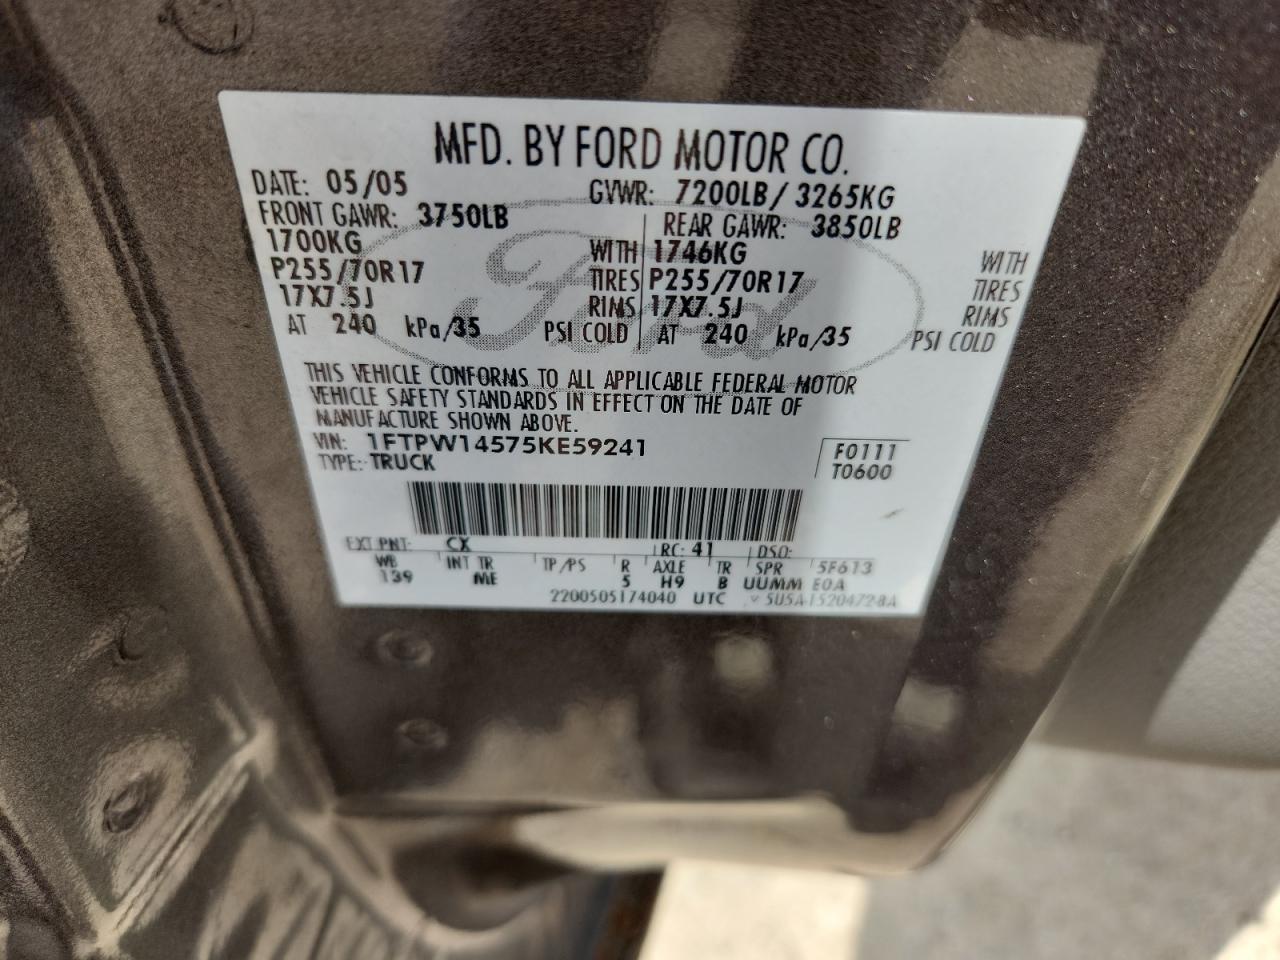 MFD. BY FORD MOTOR CO.
DATE: 05/05 GVWR: 7200LB / 3265KG
FRONT GAWR: 3750LB REAR GAWR: 3850LB
1700KG WITH 1746KG WITH
P255/70R17 TIRES P255/70R17 TIRES
17X7.5J RIMS 17X7.5J RIMS
AT 240 kPa/35 PSI COLD AT 240 kPa/35 PSI COLD
Ford
THIS VEHICLE CONFORMS TO ALL APPLICABLE FEDERAL MOTOR
VEHICLE SAFETY STANDARDS IN EFFECT ON THE DATE OF
MANUFACTURE SHOWN ABOVE.
VIN: 1FTPW14575KE59241 F0111
TYPE: TRUCK T0600
EXT PNT: CX RC: 41 DSO:
WB INT TR TP/PS R AXLE TR SPR 5F613
139 ME 5 H9 B UUMM E0A
2200505174040 UTC 5U5A-1520472-BA